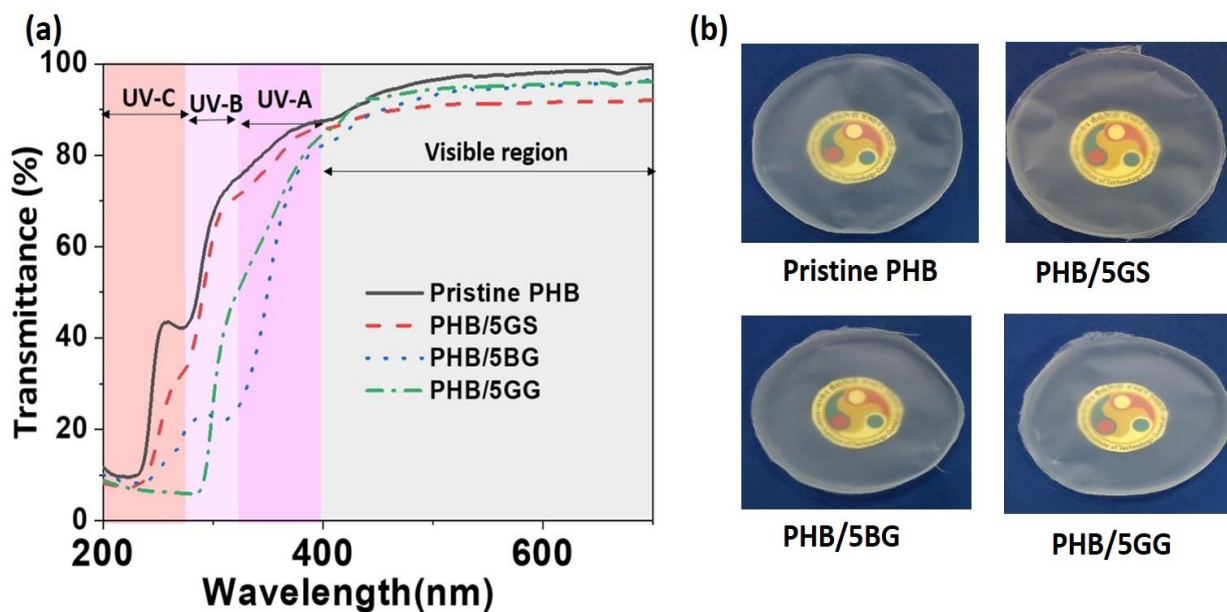 (a)
100
80
60
40
20
0
Transmittance (%)
UV-C
UV-B
UV-A
Visible region
Pristine PHB
PHB/5GS
PHB/5BG
PHB/5GG
200
400
600
Wavelength(nm)
(b)
Pristine PHB
PHB/5GS
PHB/5BG
PHB/5GG